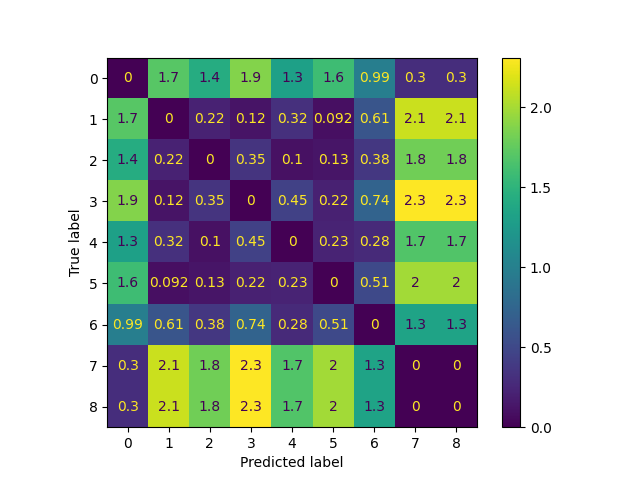 0 0 1.7 1.4 1.9 1.3 1.6 0.99 0.3 0.3
1 1.7 0 0.22 0.12 0.32 0.092 0.61 2.1 2.1
2 1.4 0.22 0 0.35 0.1 0.13 0.38 1.8 1.8
3 1.9 0.12 0.35 0 0.45 0.22 0.74 2.3 2.3
4 1.3 0.32 0.1 0.45 0 0.23 0.28 1.7 1.7
5 1.6 0.092 0.13 0.22 0.23 0 0.51 2 2
6 0.99 0.61 0.38 0.74 0.28 0.51 0 1.3 1.3
7 0.3 2.1 1.8 2.3 1.7 2 1.3 0 0
8 0.3 2.1 1.8 2.3 1.7 2 1.3 0 0
0 1 2 3 4 5 6 7 8
Predicted label
True label
2.0
1.5
1.0
0.5
0.0